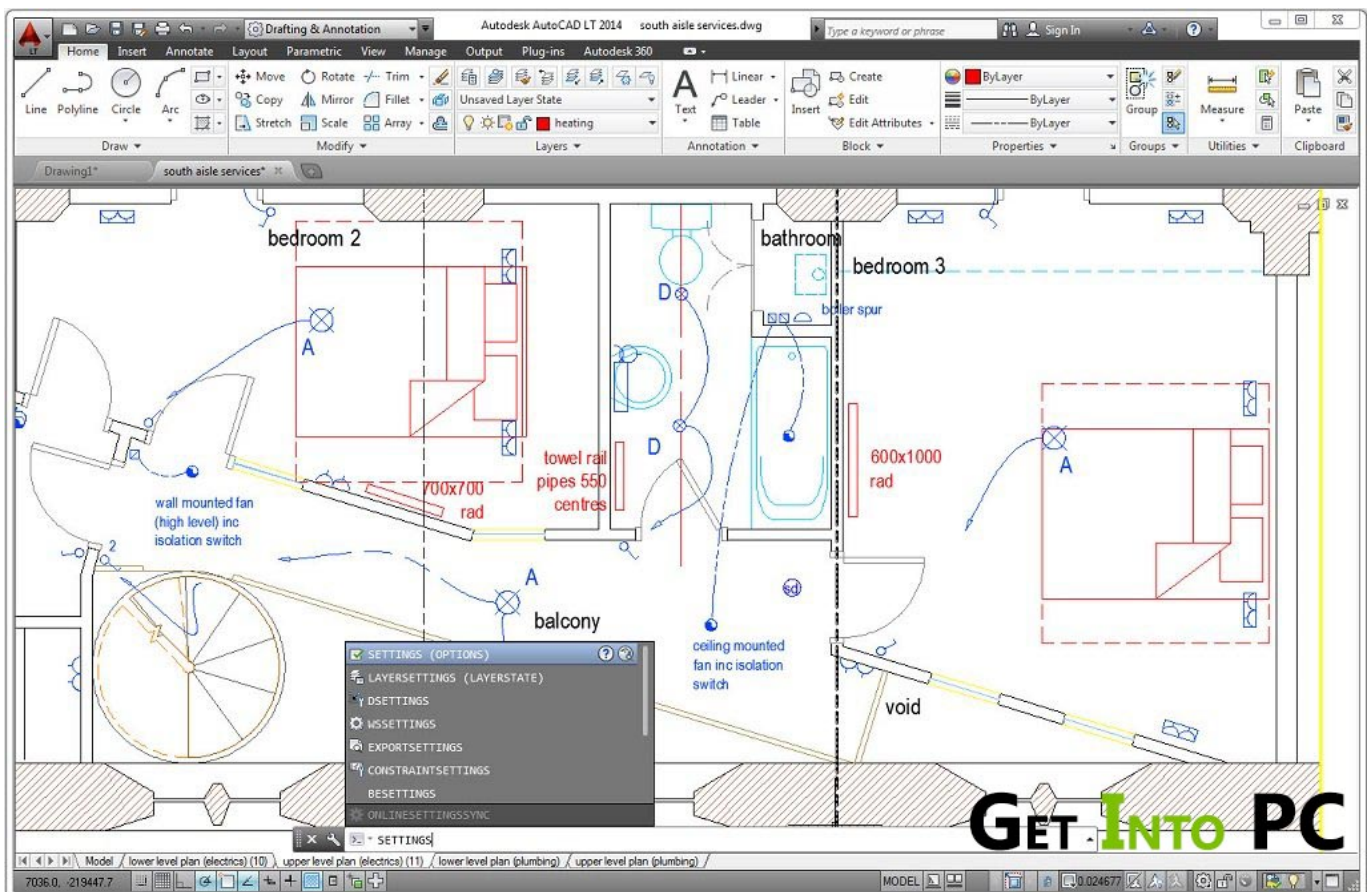 Drafting & Annotation
Autodesk AutoCAD LT 2014 south aisle services.dwg
Type a keyword or phrase
Sign In
LT
Home Insert Annotate Layout Parametric View Manage Output Plug-ins Autodesk 360
Line Polyline Circle Arc
Move Rotate Trim
Copy Mirror Fillet
Stretch Scale Array
Unsaved Layer State
heating
Text
Linear
Leader
Table
Insert
Create
Edit
Edit Attributes
ByLayer
ByLayer
ByLayer
Group
Measure
Paste
Draw Modify Layers Annotation Block Properties Groups Utilities Clipboard
Drawing1* south aisle services*
bedroom 2
bathroom
bedroom 3
D
boiler spur
A
D
towel rail
pipes 550
centres
600x1000
rad
A
700x700
rad
wall mounted fan
(high level) inc
isolation switch
2
A
sd
balcony
ceiling mounted
fan inc isolation
switch
void
SETTINGS (OPTIONS)
LAYERSETTINGS (LAYERSTATE)
DSETTINGS
WSSETTINGS
EXPORTSETTINGS
CONSTRAINTSETTINGS
BESETTINGS
ONLINESETTINGSSYNC
SETTINGS
GET INTO PC
Model lower level plan (electrics) (10) upper level plan (electrics) (11) lower level plan (plumbing) upper level plan (plumbing)
7036.0, -219447.7
MODEL
0.024677